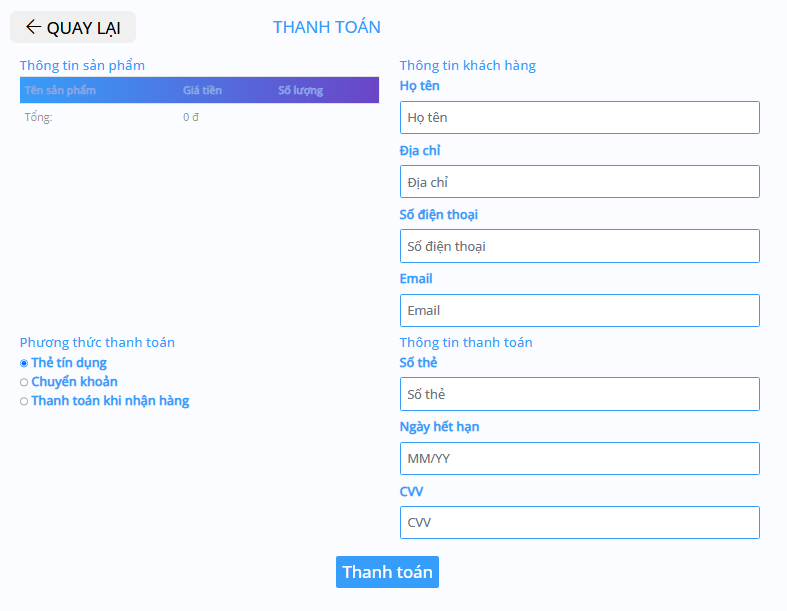 QUAY LẠI
THANH TOÁN
Thông tin sản phẩm
Tên sản phẩm Giá tiền Số lượng
Tổng: 0 đ
Thông tin khách hàng
Họ tên
Họ tên
Địa chỉ
Địa chỉ
Số điện thoại
Số điện thoại
Email
Email
Phương thức thanh toán
Thẻ tín dụng
Chuyển khoản
Thanh toán khi nhận hàng
Thông tin thanh toán
Số thẻ
Số thẻ
Ngày hết hạn
MM/YY
CVV
CVV
Thanh toán